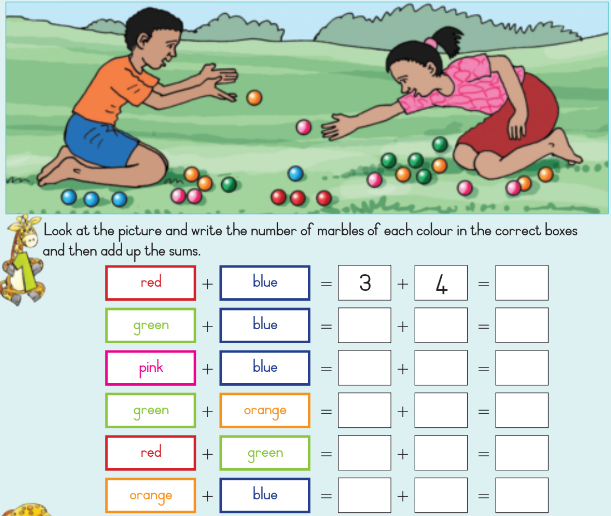 Look at the picture and write the number of marbles of each colour in the correct boxes
and then add up the sums.
red + blue = 3 + 4 =
green + blue = + =
pink + blue = + =
green + orange = + =
red + green = + =
orange + blue = + =